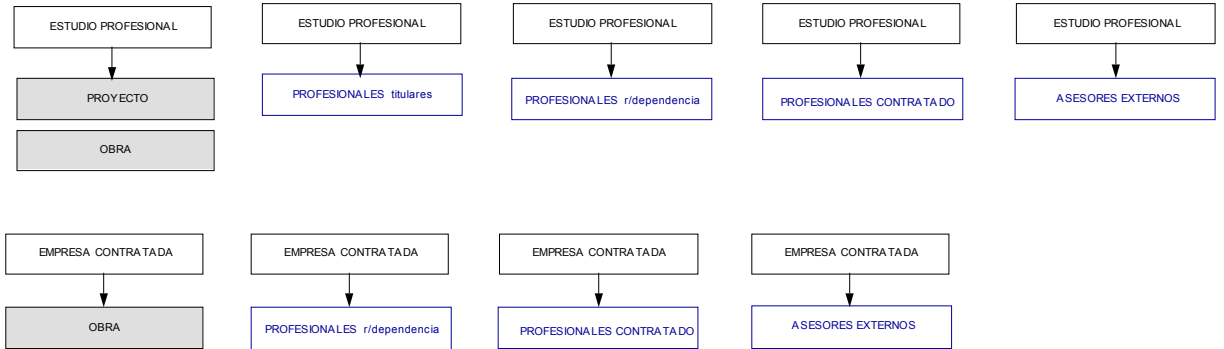 ESTUDIO PROFESIONAL
ESTUDIO PROFESIONAL
ESTUDIO PROFESIONAL
ESTUDIO PROFESIONAL
ESTUDIO PROFESIONAL
PROYECTO
PROFESIONALES titulares
PROFESIONALES r/dependencia
PROFESIONALES CONTRATADO
ASESORES EXTERNOS
OBRA
EMPRESA CONTRATADA
EMPRESA CONTRATADA
EMPRESA CONTRATADA
EMPRESA CONTRATADA
OBRA
PROFESIONALES r/dependencia
PROFESIONALES CONTRATADO
ASESORES EXTERNOS